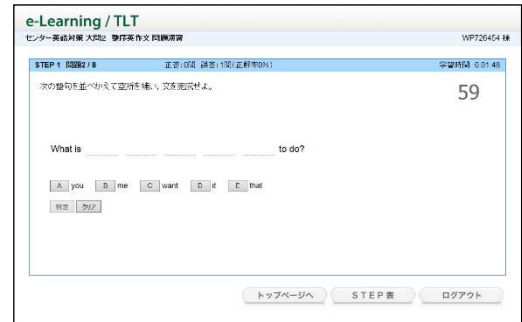 e-Learning / TLT
センター英語対策 大問2 整序英作文 問題演習 WP726454 様
STEP 1 問題2 / 8 正答:0問 誤答:1問(正解率0%) 学習時間 0:01:48
次の語句を並べかえて空所を補い、文を完成せよ。
59
What is to do?
A you B me C want D it E that
判定 クリア
トップページへ STEP表 ログアウト